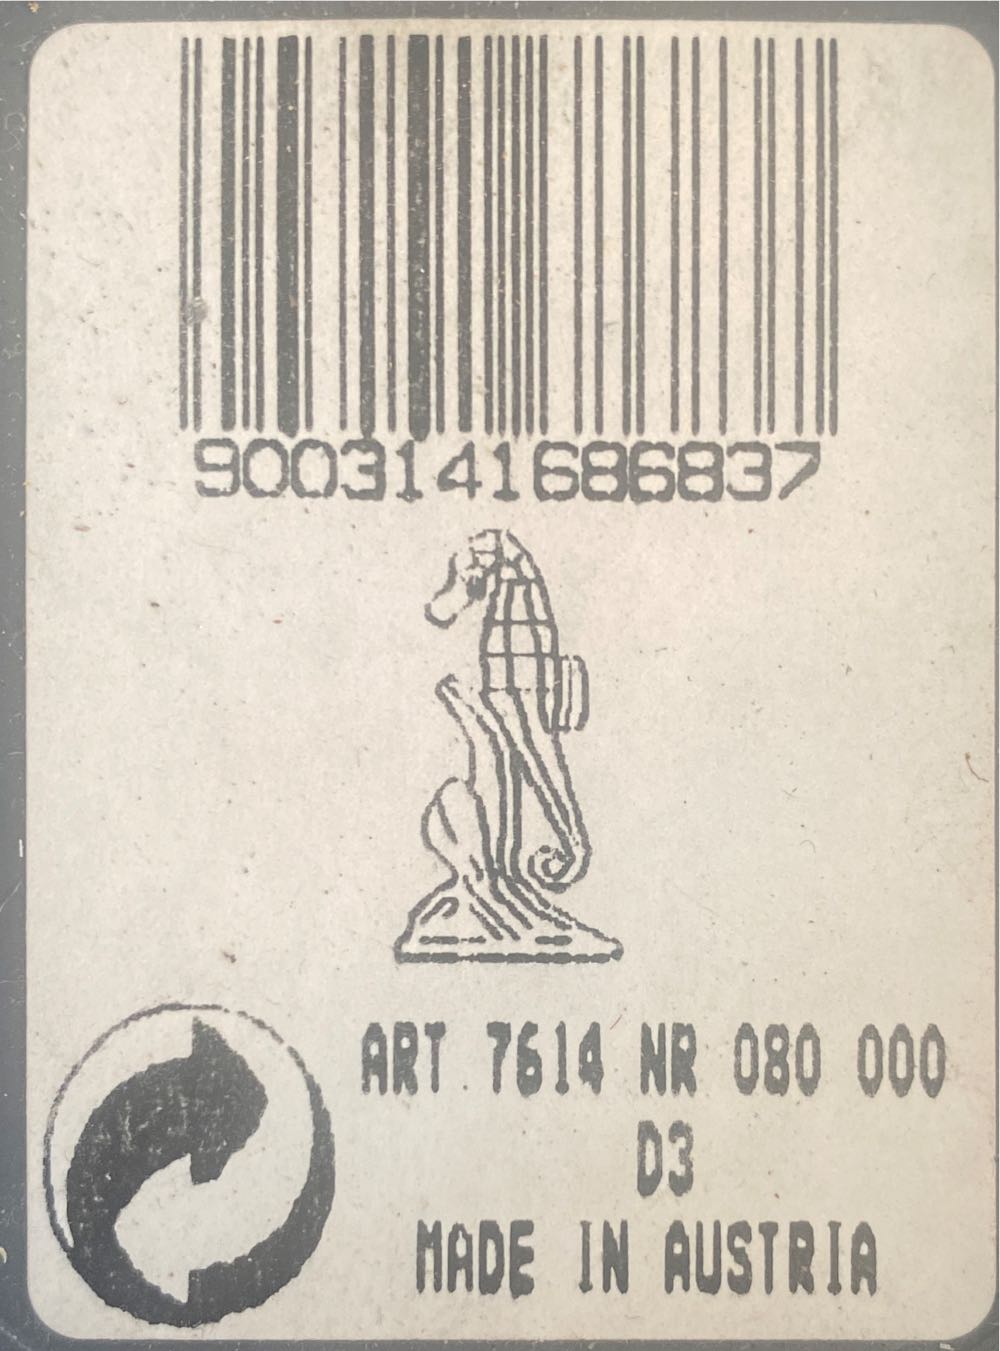 9003141686837
ART 7614 NR 080 000
D3
MADE IN AUSTRIA